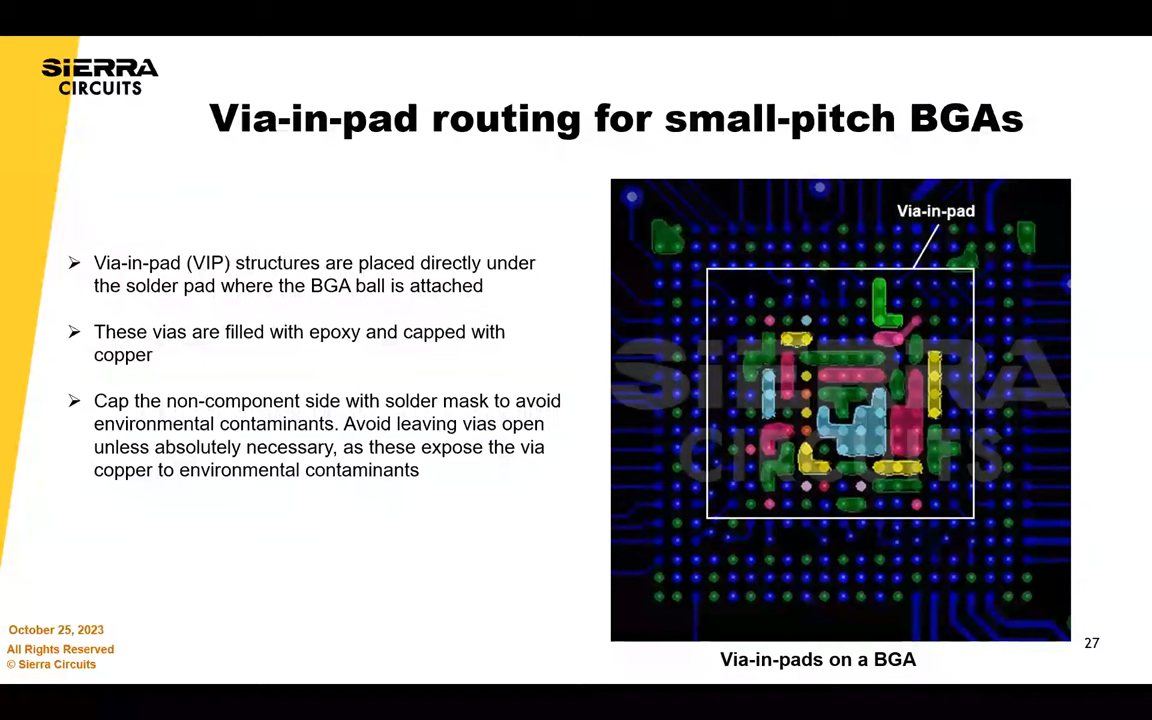 SIERRA
CIRCUITS
Via-in-pad routing for small-pitch BGAs
Via-in-pad (VIP) structures are placed directly under
the solder pad where the BGA ball is attached
These vias are filled with epoxy and capped with
copper
Cap the non-component side with solder mask to avoid
environmental contaminants. Avoid leaving vias open
unless absolutely necessary, as these expose the via
copper to environmental contaminants
Via-in-pad
SIERRA
CIRCUITS
Via-in-pads on a BGA
October 25, 2023
All Rights Reserved
© Sierra Circuits
27